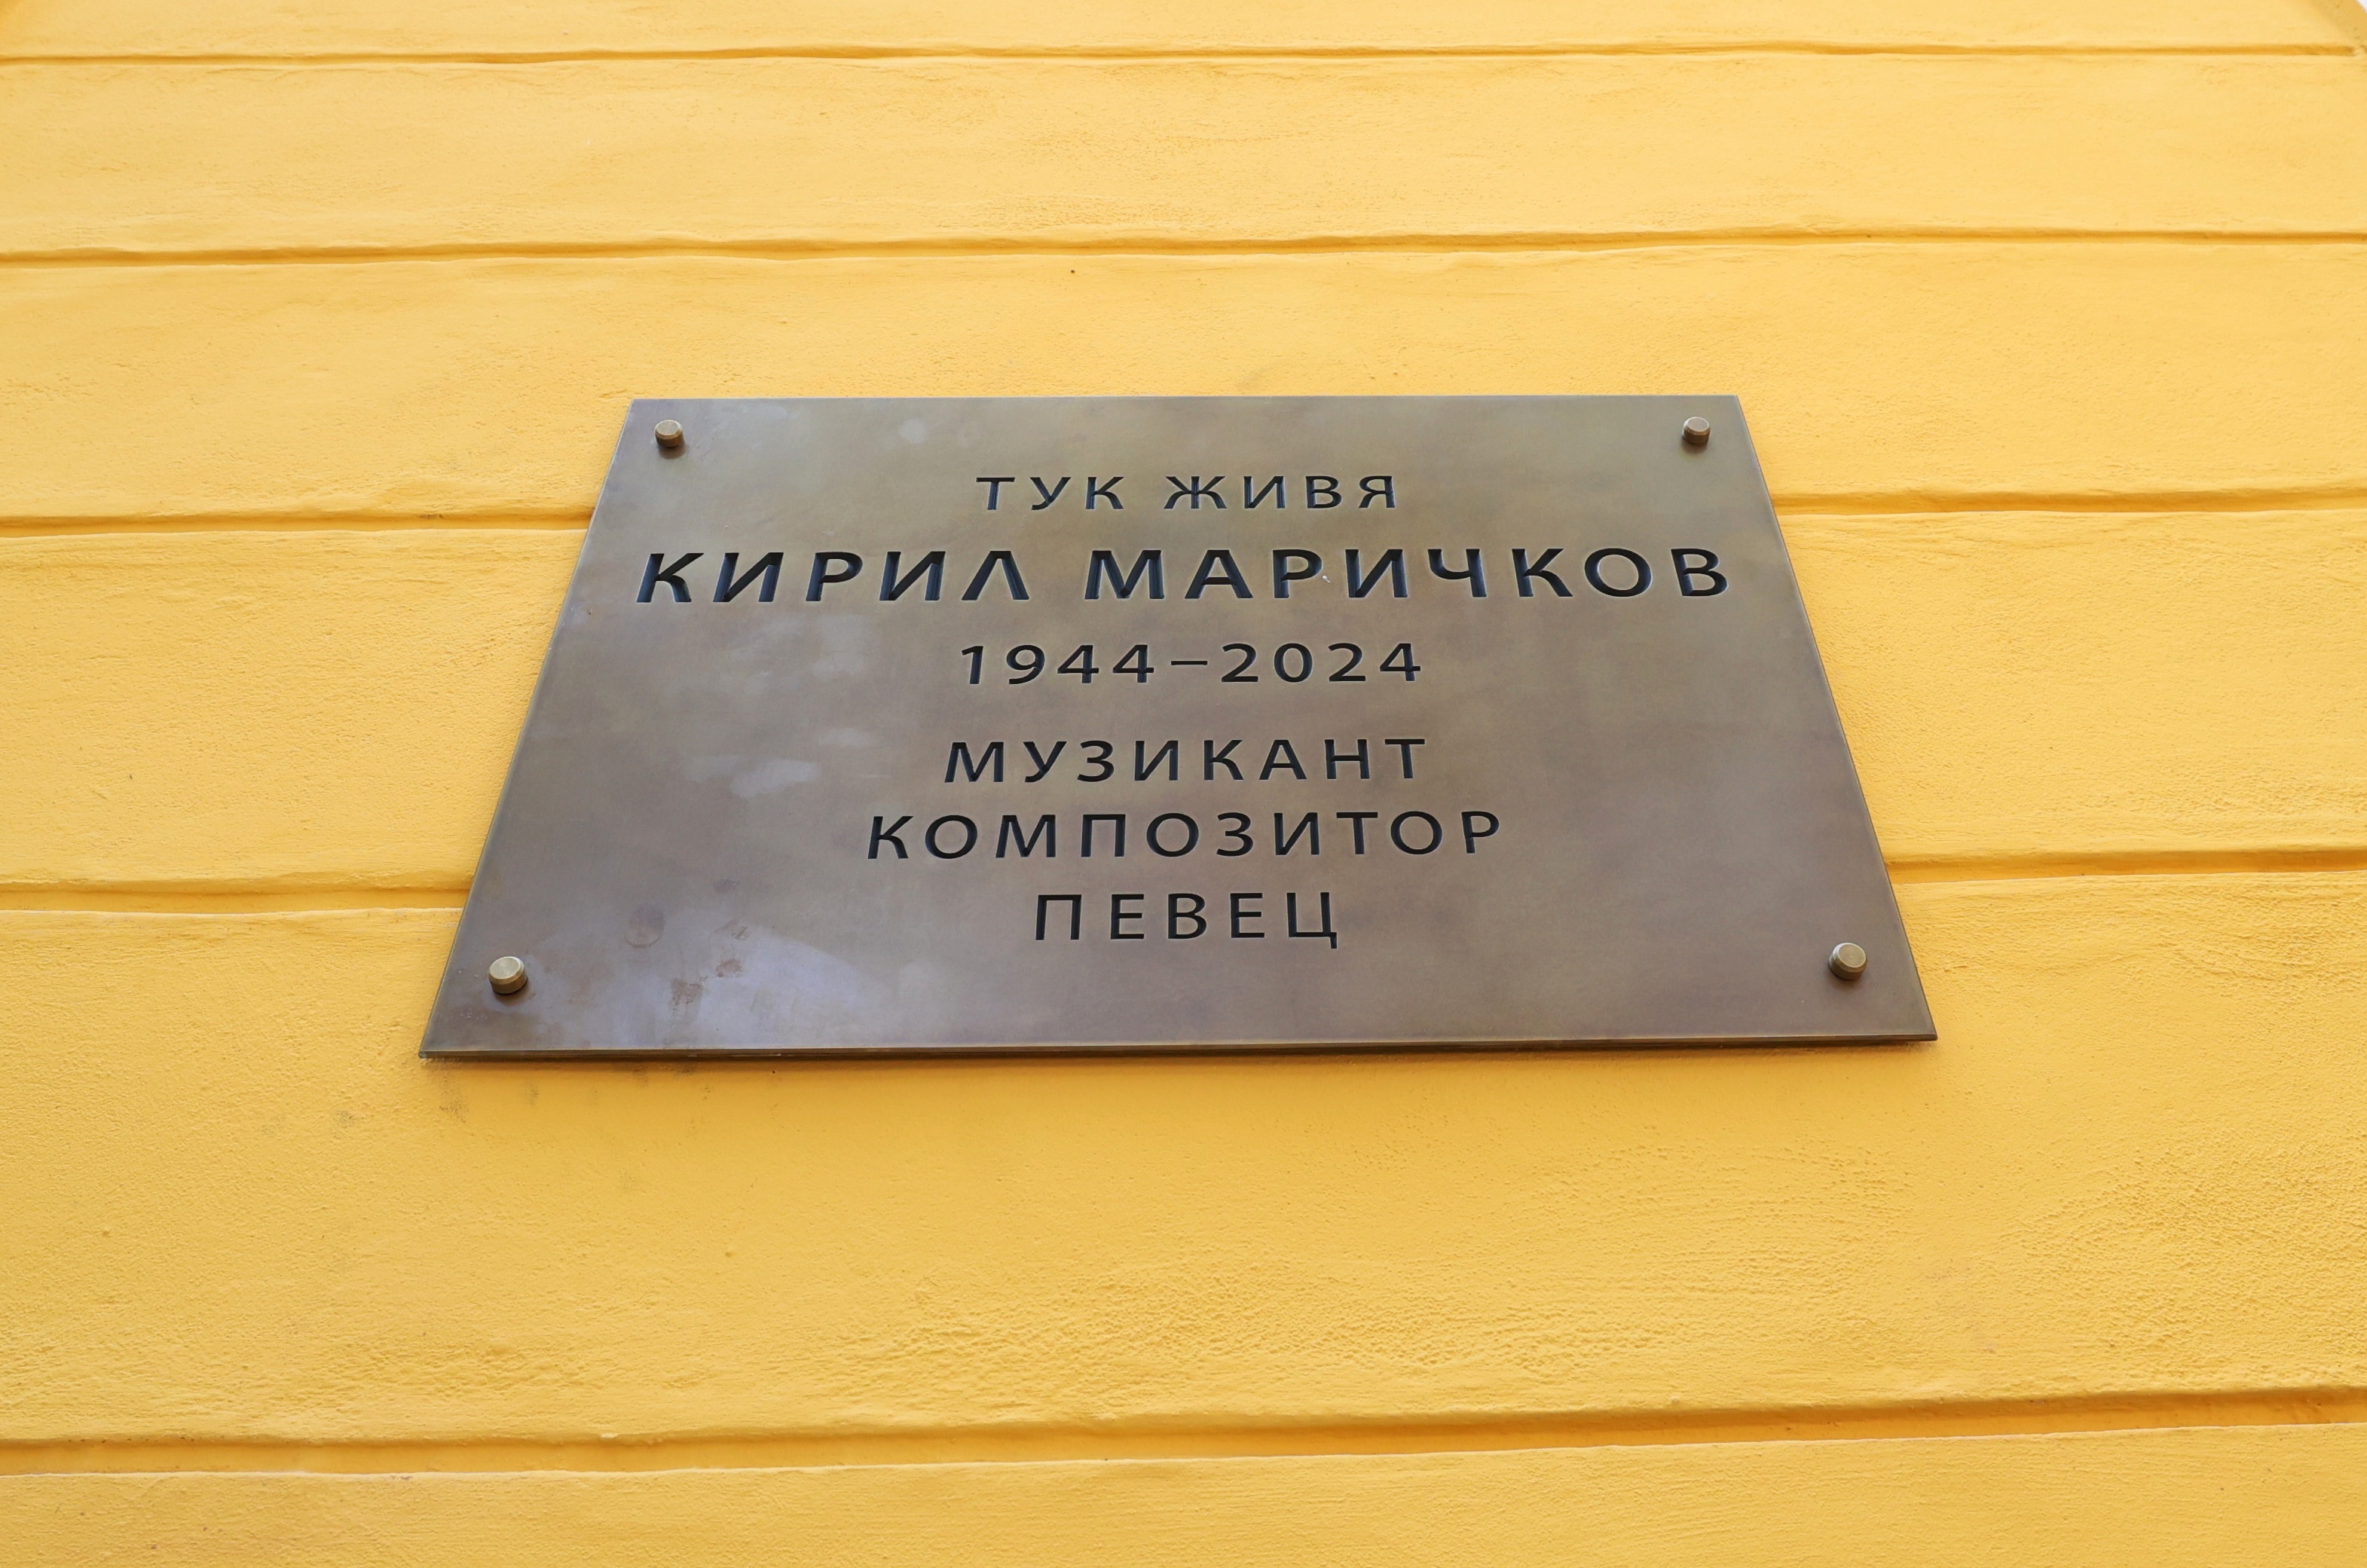 ТУК ЖИВЯ
КИРИЛ МАРИЧКОВ
1944–2024
МУЗИКАНТ
КОМПОЗИТОР
ПЕВЕЦ